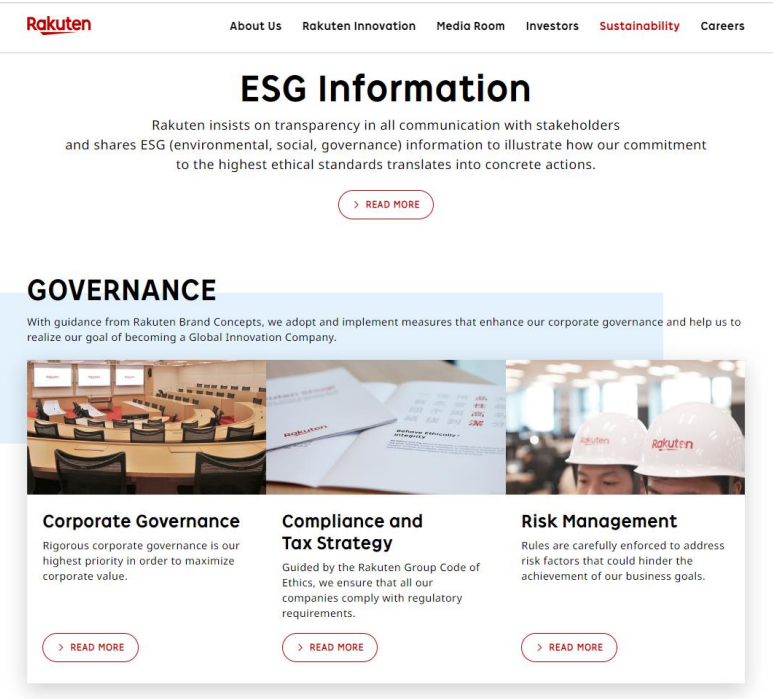 Rakuten
About Us Rakuten Innovation Media Room Investors Sustainability Careers
ESG Information
Rakuten insists on transparency in all communication with stakeholders
and shares ESG (environmental, social, governance) information to illustrate how our commitment
to the highest ethical standards translates into concrete actions.
> READ MORE
GOVERNANCE
With guidance from Rakuten Brand Concepts, we adopt and implement measures that enhance our corporate governance and help us to
realize our goal of becoming a Global Innovation Company.
Rakuten
Behave Ethically
Integrity
Rakuten
Rakuten
Corporate Governance
Rigorous corporate governance is our
highest priority in order to maximize
corporate value.
> READ MORE
Compliance and
Tax Strategy
Guided by the Rakuten Group Code of
Ethics, we ensure that all our
companies comply with regulatory
requirements.
> READ MORE
Risk Management
Rules are carefully enforced to address
risk factors that could hinder the
achievement of our business goals.
> READ MORE